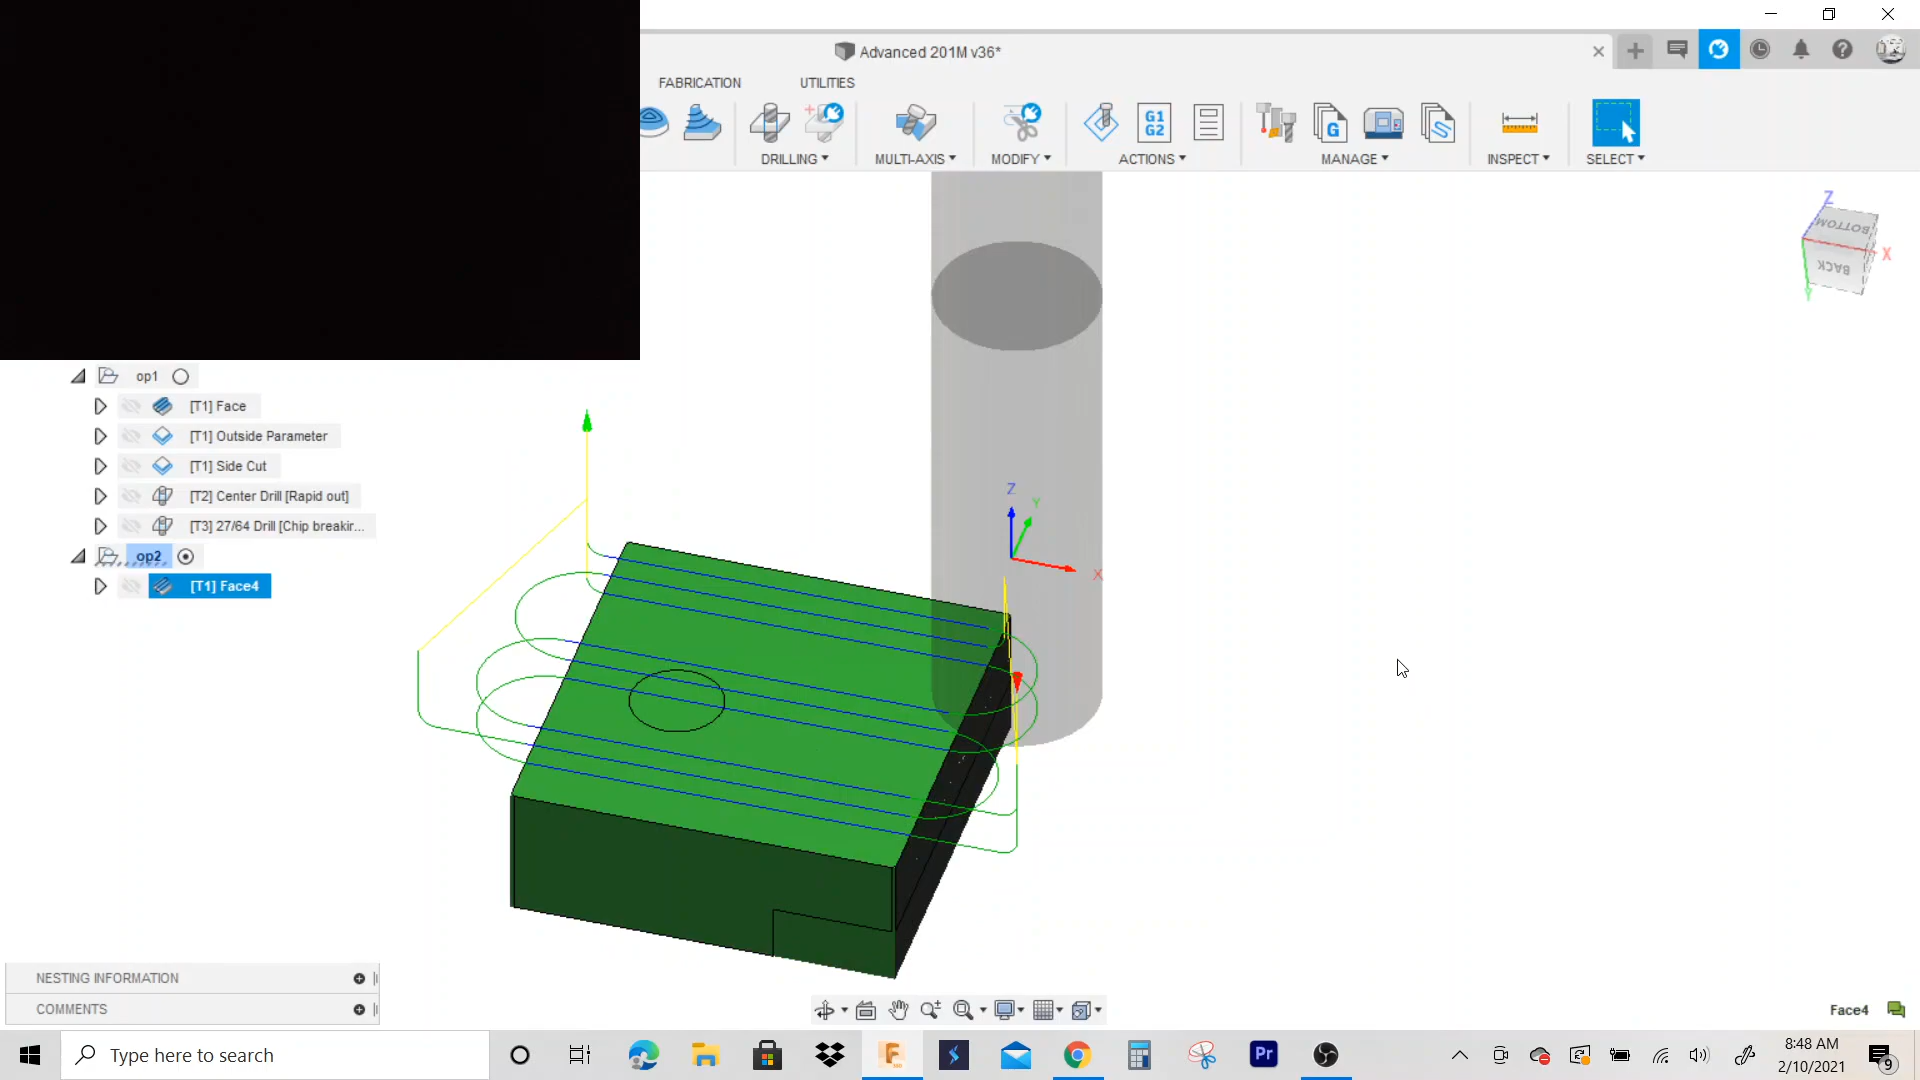 Advanced 201M v36*
FABRICATION
UTILITIES
G1
G2
G
DRILLING
MULTI-AXIS
MODIFY
ACTIONS
MANAGE
INSPECT
SELECT
Z
BOTTOM
X
BACK
Y
op1
[T1] Face
[T1] Outside Parameter
[T1] Side Cut
[T2] Center Drill [Rapid out]
[T3] 27/64 Drill [Chip breakir...
op2
[T1] Face4
Z
Y
X
NESTING INFORMATION
COMMENTS
Face4
Type here to search
Pr
8:48 AM
2/10/2021
9